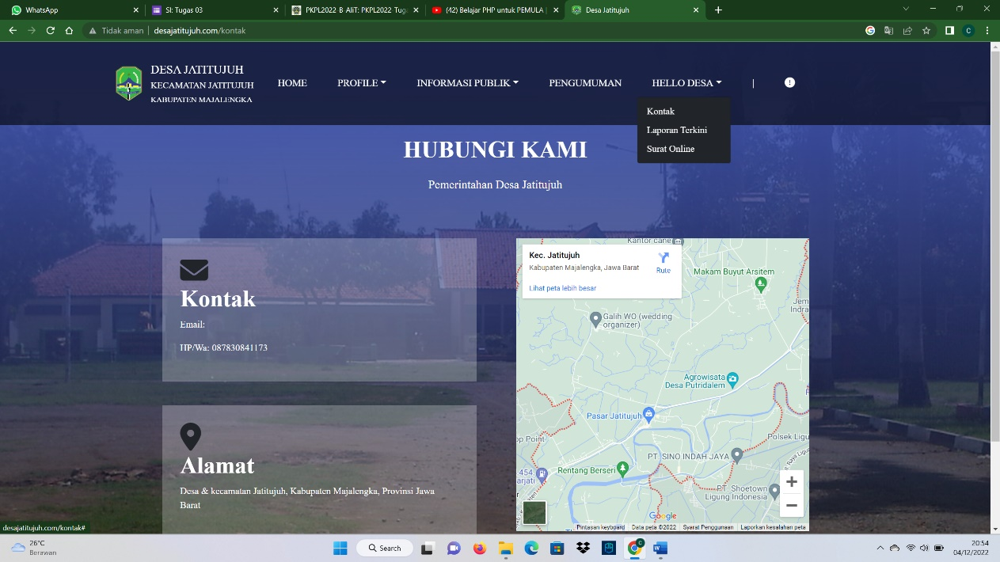 WhatsApp
SI: Tugas 03
PKPL2022 B-AliT: PKPL2022 Tug
(42) Belajar PHP untuk PEMULA |
Desa Jatitujuh
Tidak aman
desajatitujuh.com/kontak
C
DESA JATITUJUH
KECAMATAN JATITUJUH
KABUPATEN MAJALENGKA
HOME
PROFILE
INFORMASI PUBLIK
PENGUMUMAN
HELLO DESA
|
Kontak
Laporan Terkini
Surat Online
HUBUNGI KAMI
Pemerintahan Desa Jatitujuh
Kontak
Email:
HP/Wa: 087830841173
Alamat
Desa & kecamatan Jatitujuh, Kabupaten Majalengka, Provinsi Jawa
Barat
Kantor cane
Kec. Jatitujuh
Kabupaten Majalengka, Jawa Barat
Rute
Lihat peta lebih besar
Makam Buyut Arsitem
Jem
Indra
Galih WO (wedding
organizer)
Agrowisata
Desa Putridalem
Pasar Jatitujuh
op Point
Polsek Ligu
PT. SINO INDAH JAYA
Rentang Berseri
454
arjati
PT. Shoetown
Ligung Indonesia
Google
Pintasan keyboard
Data peta ©2022
Syarat Penggunaan
Laporkan kesalahan peta
desajatitujuh.com/kontak#
26°C
Berawan
Search
C
20:54
04/12/2022